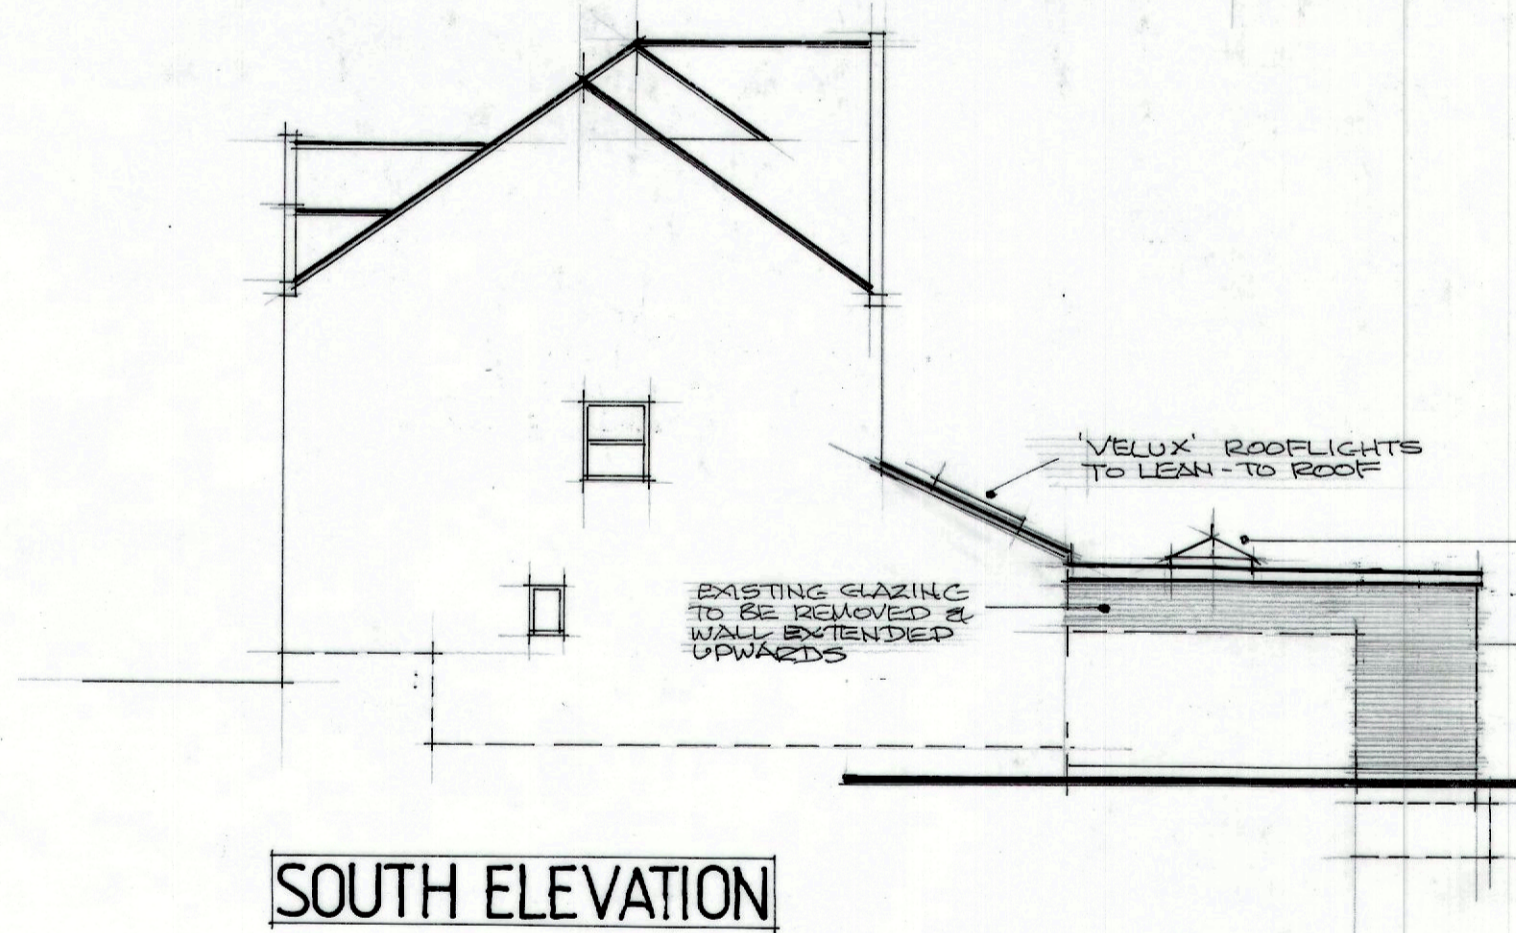 'VELUX' ROOFLIGHTS
TO LEAN-TO ROOF
EXISTING GLAZING
TO BE REMOVED &
WALL EXTENDED
UPWARDS
SOUTH ELEVATION